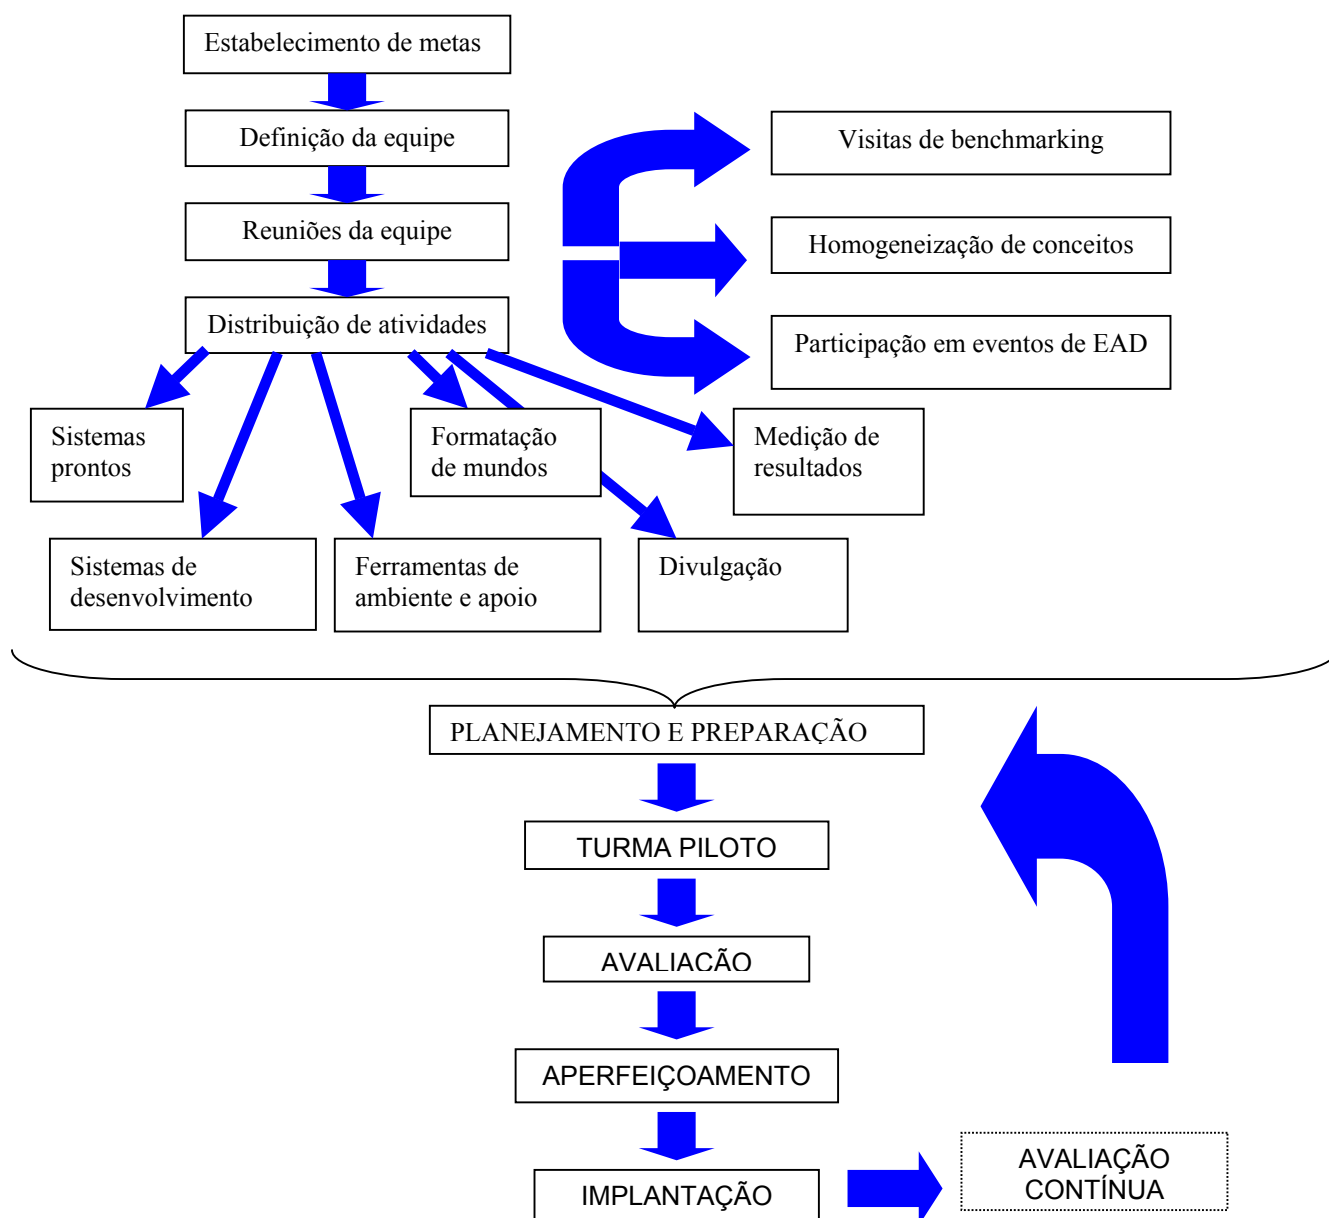 Estabelecimento de metas
Definição da equipe
Visitas de benchmarking
Reuniões da equipe
Homogeneização de conceitos
Distribuição de atividades
Participação em eventos de EAD
Sistemas
prontos
Formatação
de mundos
Medição de
resultados
Sistemas de
desenvolvimento
Ferramentas de
ambiente e apoio
Divulgação
PLANEJAMENTO E PREPARAÇÃO
TURMA PILOTO
AVALIAÇÃO
APERFEIÇOAMENTO
IMPLANTAÇÃO
AVALIAÇÃO
CONTÍNUA